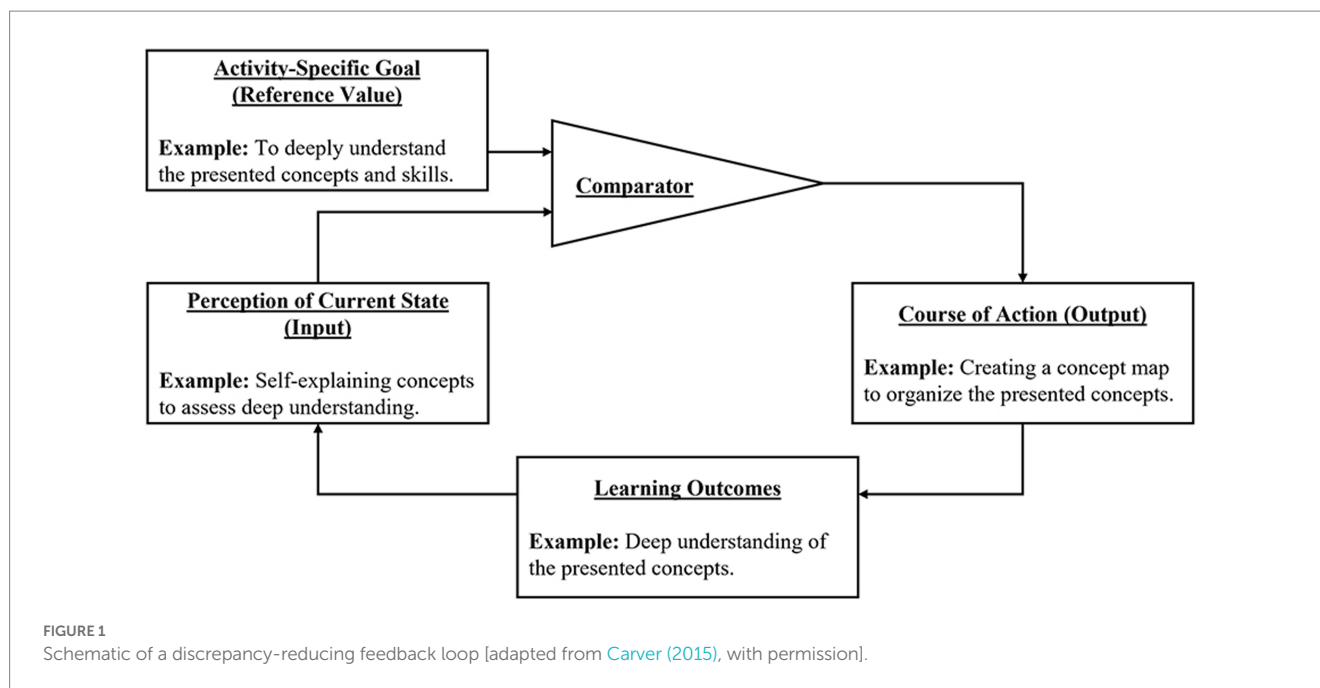 Activity-Specific Goal
(Reference Value)
Example: To deeply understand
the presented concepts and skills.
Comparator
Perception of Current State
(Input)
Example: Self-explaining concepts
to assess deep understanding.
Course of Action (Output)
Example: Creating a concept map
to organize the presented concepts.
Learning Outcomes
Example: Deep understanding of
the presented concepts.
FIGURE 1
Schematic of a discrepancy-reducing feedback loop [adapted from Carver (2015), with permission].